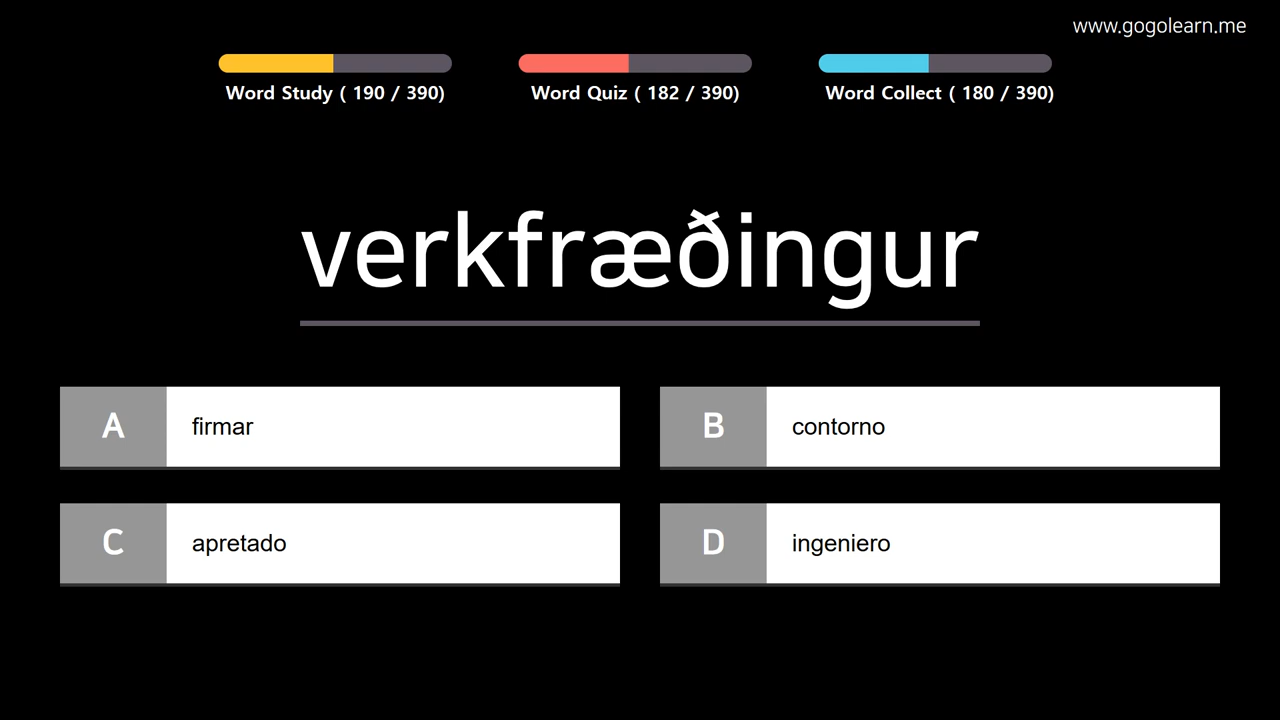 www.gogolearn.me
Word Study ( 190 / 390)
Word Quiz ( 182 / 390)
Word Collect ( 180 / 390)
verkfræðingur
A firmar
B contorno
C apretado
D ingeniero